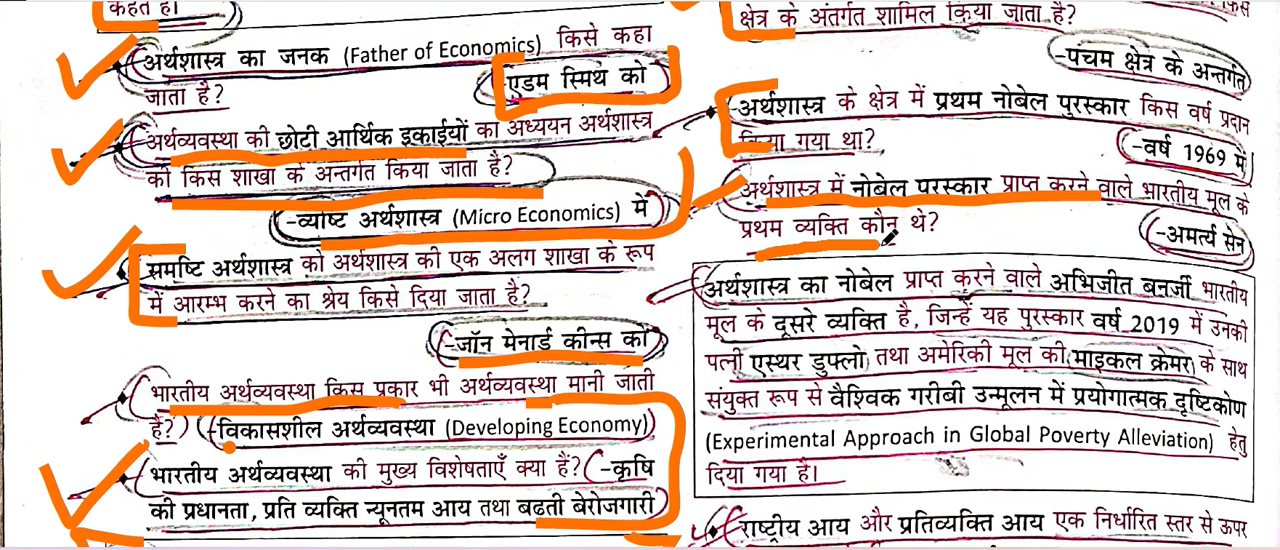 कहते हैं।
अर्थशास्त्र का जनक (Father of Economics) किसे कहा
जाता है?
एडम स्मिथ को
अर्थव्यवस्था की छोटी आर्थिक इकाईयों का अध्ययन अर्थशास्त्र
की किस शाखा के अन्तर्गत किया जाता है?
-व्यष्टि अर्थशास्त्र (Micro Economics) में
समष्टि अर्थशास्त्र को अर्थशास्त्र की एक अलग शाखा के रूप
में आरम्भ करने का श्रेय किसे दिया जाता है?
-जॉन मेनार्ड कीन्स को
भारतीय अर्थव्यवस्था किस प्रकार भी अर्थव्यवस्था मानी जाती
है? -विकासशील अर्थव्यवस्था (Developing Economy)
भारतीय अर्थव्यवस्था की मुख्य विशेषताएँ क्या हैं? -कृषि
की प्रधानता, प्रति व्यक्ति न्यूनतम आय तथा बढती बेरोजगारी
क्षेत्र के अंतर्गत शामिल किया जाता है?
-पंचम क्षेत्र के अन्तर्गत
-अर्थशास्त्र के क्षेत्र में प्रथम नोबेल पुरस्कार किस वर्ष प्रदान
किया गया था?
-वर्ष 1969 में
अर्थशास्त्र में नोबेल परस्कार प्राप्त करने वाले भारतीय मूल के
प्रथम व्यक्ति कौन थे?
-अमर्त्य सेन
अर्थशास्त्र का नोबेल प्राप्त करने वाले अभिजीत बनर्जी भारतीय
मूल के दूसरे व्यक्ति है, जिन्हें यह पुरस्कार वर्ष 2019 में उनकी
पत्नी एस्थर डुफ्लो तथा अमेरिकी मूल की माइकल क्रेमर के साथ
संयुक्त रूप से वैश्विक गरीबी उन्मूलन में प्रयोगात्मक दृष्टिकोण
(Experimental Approach in Global Poverty Alleviation) हेतु
दिया गया है।
राष्ट्रीय आय और प्रतिव्यक्ति आय एक निर्धारित स्तर से ऊपर